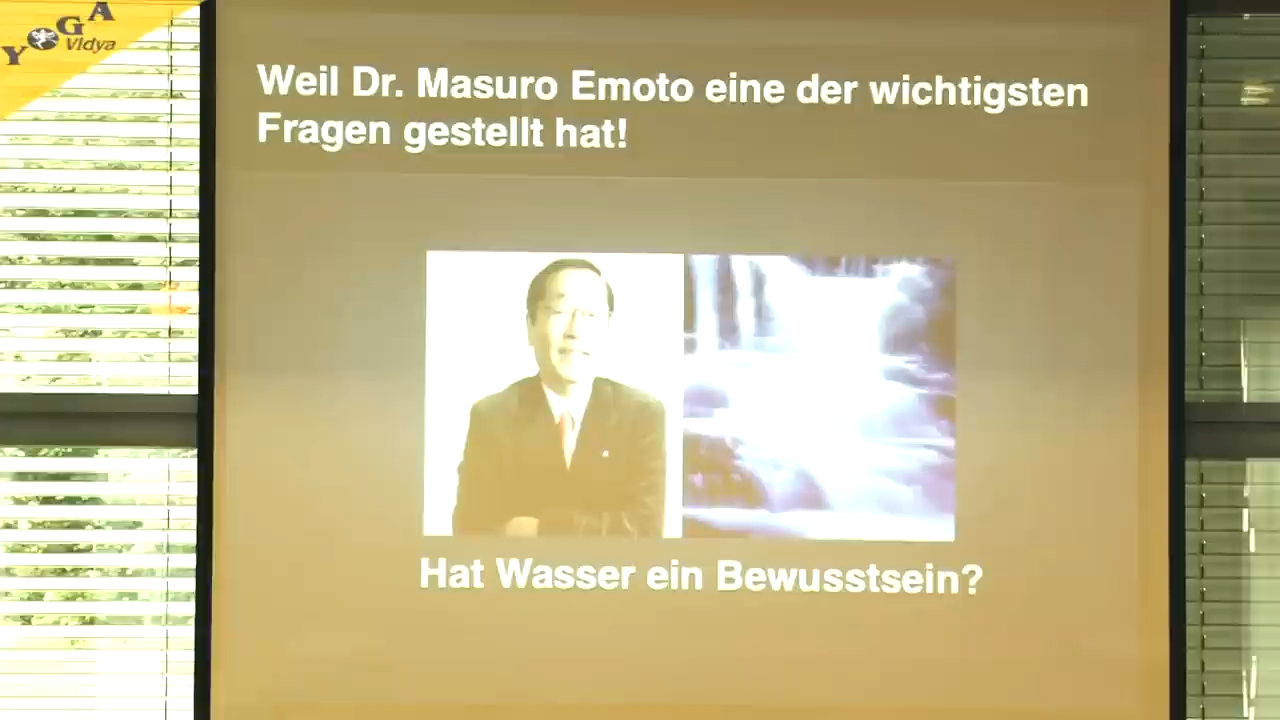 YOGA
Vidya
Weil Dr. Masuro Emoto eine der wichtigsten
Fragen gestellt hat!
Hat Wasser ein Bewusstsein?